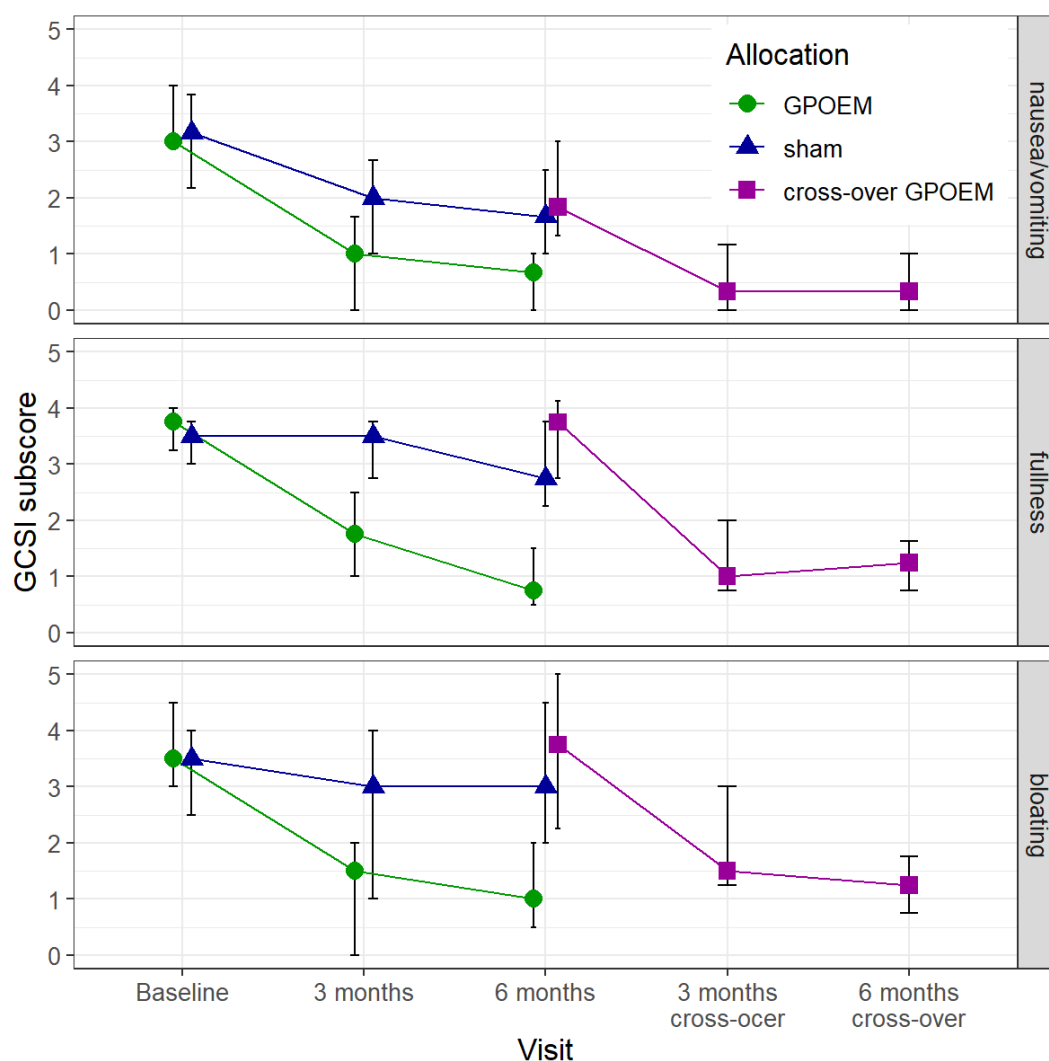 Allocation
GPOEM
sham
cross-over GPOEM
5
4
3
2
1
0
nausea/vomiting
5
4
3
2
1
0
fullness
5
4
3
2
1
0
bloating
GCSI subscore
Baseline
3 months
6 months
3 months
cross-ocer
6 months
cross-over
Visit